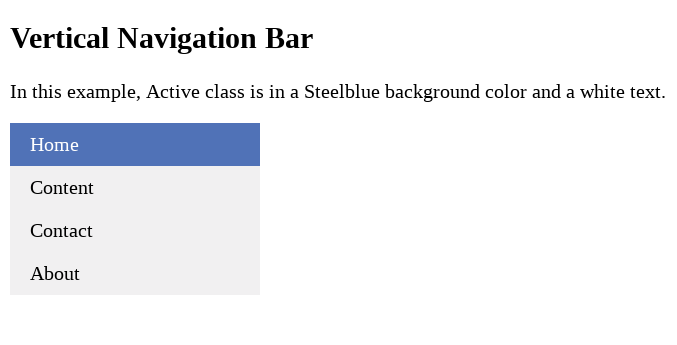 Vertical Navigation Bar
In this example, Active class is in a Steelblue background color and a white text.
Home
Content
Contact
About